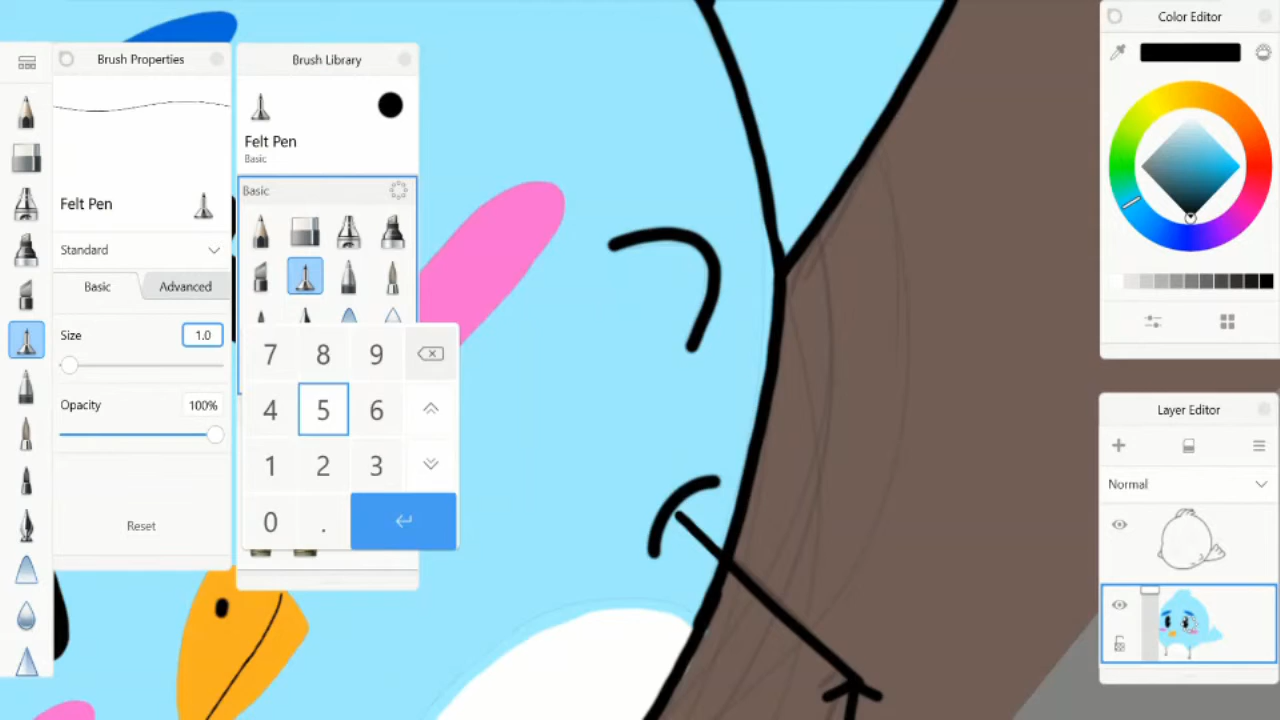 Brush Properties
Felt Pen
Standard
Basic
Advanced
Size
1.0
Opacity
100%
Reset
Brush Library
Felt Pen
Basic
Basic
7 8 9
4 5 6
1 2 3
0 .
Color Editor
Layer Editor
Normal